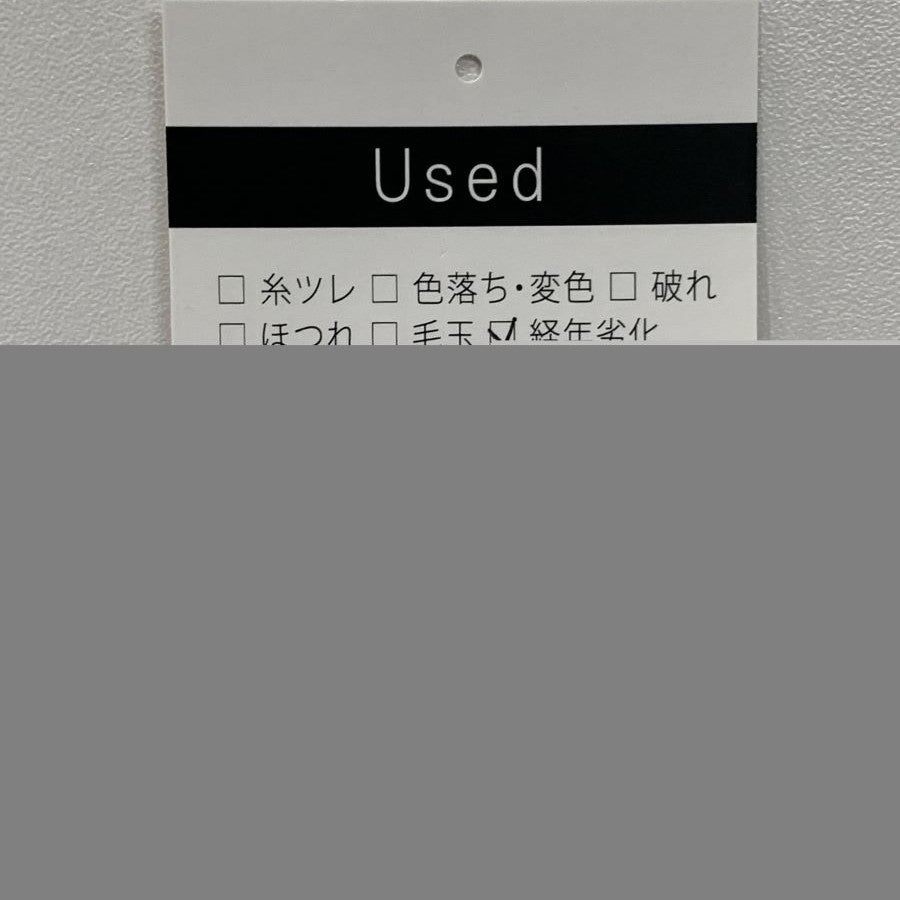 Used
□ 糸ツレ □ 色落ち・変色 □ 破れ
□ ほつれ □ 毛玉 ☑ 経年劣化